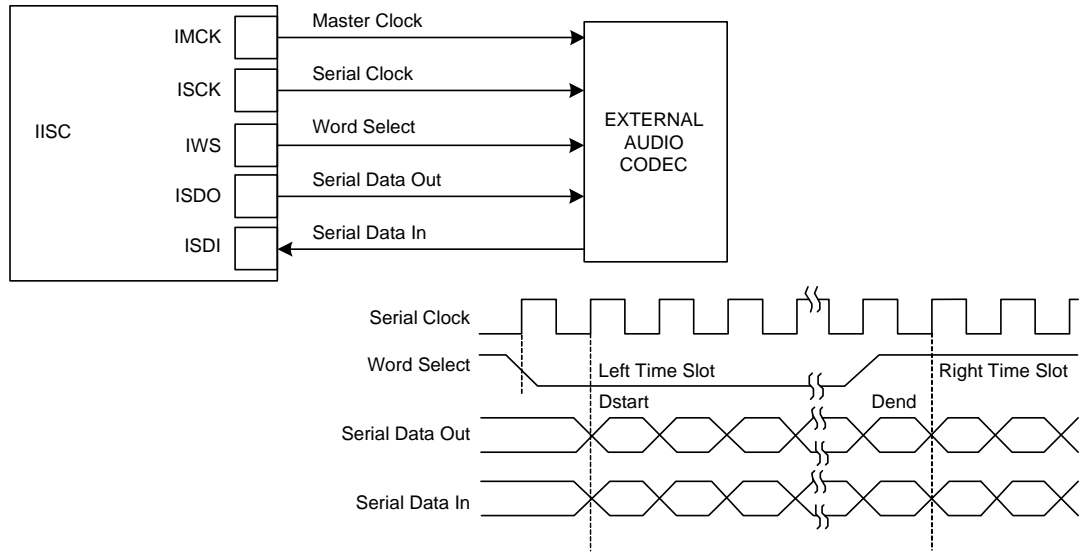 IMCK
Master Clock
ISCK
Serial Clock
IISC
IWS
Word Select
EXTERNAL
AUDIO
CODEC
ISDO
Serial Data Out
ISDI
Serial Data In
Serial Clock
Word Select
Left Time Slot
Right Time Slot
Dstart
Dend
Serial Data Out
Serial Data In